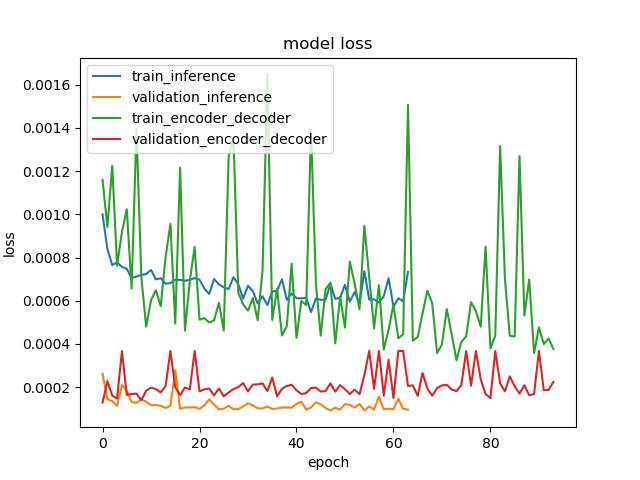 model loss
train_inference
validation_inference
train_encoder_decoder
validation_encoder_decoder
0.0016
0.0014
0.0012
0.0010
0.0008
0.0006
0.0004
0.0002
loss
0 20 40 60 80
epoch